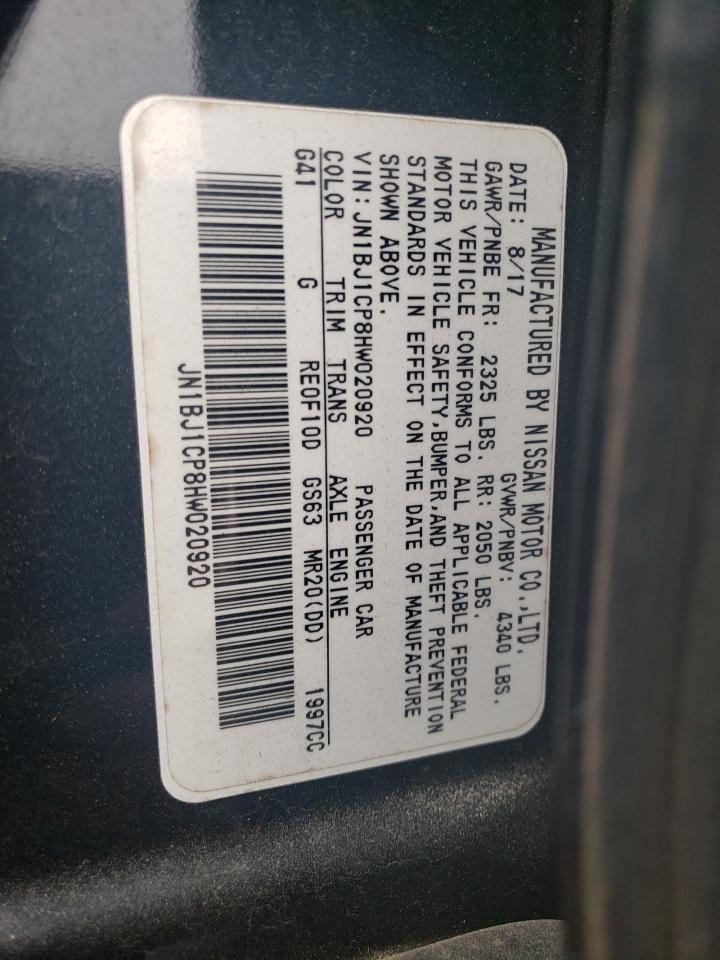 MANUFACTURED BY NISSAN MOTOR CO.,LTD.
DATE: 8/17 GVWR/PNBV: 4340 LBS.
GAWR/PNBE FR: 2325 LBS. RR: 2050 LBS.
THIS VEHICLE CONFORMS TO ALL APPLICABLE FEDERAL
MOTOR VEHICLE SAFETY,BUMPER,AND THEFT PREVENTION
STANDARDS IN EFFECT ON THE DATE OF MANUFACTURE
SHOWN ABOVE.
VIN: JN1BJ1CP8HW020920 PASSENGER CAR
COLOR TRIM TRANS AXLE ENGINE
G41 G RE0F10D GS63 MR20(DD) 1997CC
JN1BJ1CP8HW020920